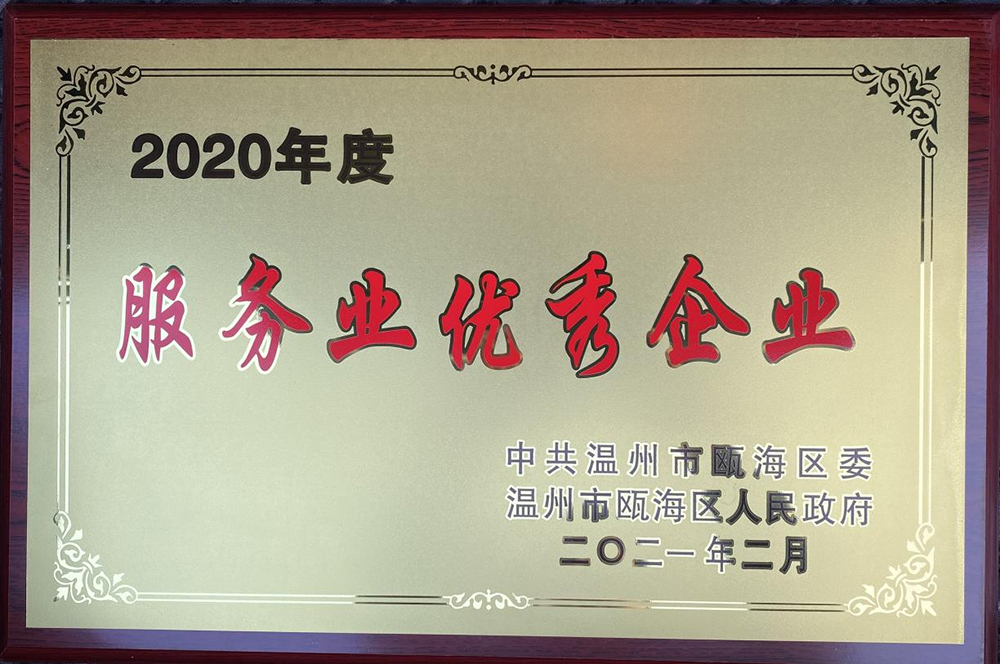 2020年度
服务业优秀企业
中共温州市瓯海区委
温州市瓯海区人民政府
二〇二一年二月